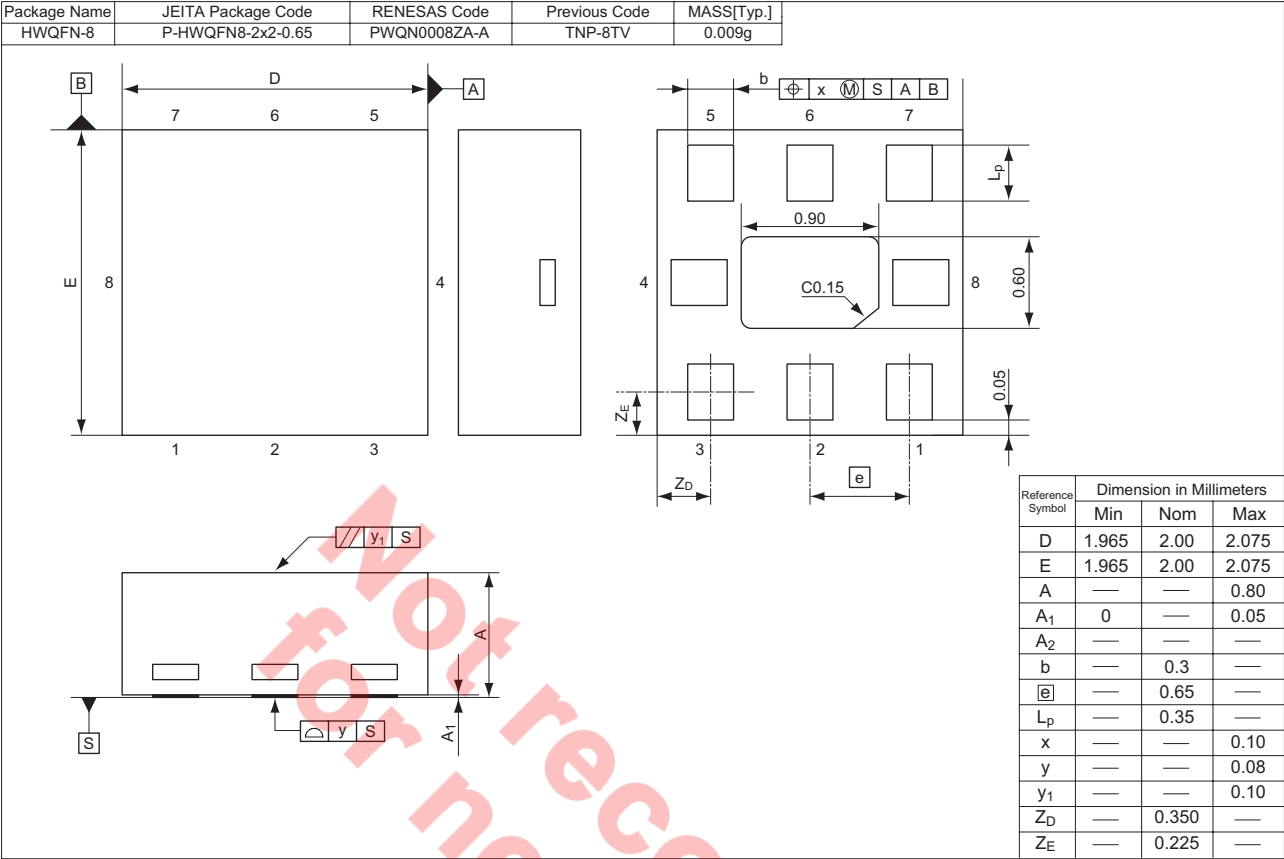 Package Name JEITA Package Code RENESAS Code Previous Code MASS[Typ.]
HWQFN-8 P-HWQFN8-2x2-0.65 PWQN0008ZA-A TNP-8TV 0.009g
B D A b ⌖ x Ⓜ S A B
7 6 5 5 6 7
Lp
0.90
E 8 4 4 C0.15 8 0.60
ZE 0.05
1 2 3 3 2 1
ZD e
// y1 S
A
y S
S A1
Reference Symbol Dimension in Millimeters
Min Nom Max
D 1.965 2.00 2.075
E 1.965 2.00 2.075
A — — 0.80
A1 0 — 0.05
A2 — — —
b — 0.3 —
e — 0.65 —
Lp — 0.35 —
x — — 0.10
y — — 0.08
y1 — — 0.10
ZD — 0.350 —
ZE — 0.225 —
Not reco
for ne